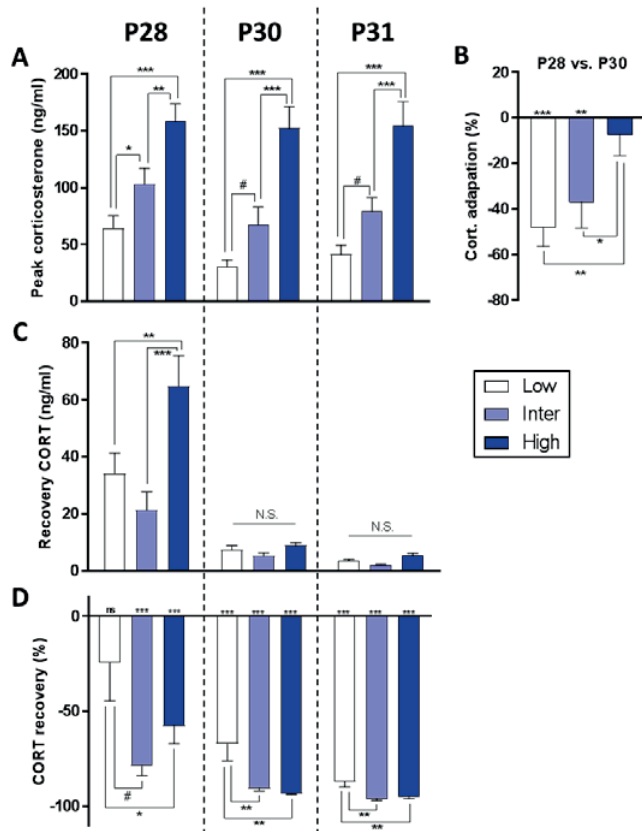 P28 P30 P31
A
B
P28 vs. P30
Peak corticosterone (ng/ml)
200
150
100
50
0
***
**
*
***
***
#
***
***
#
Cort. adapation (%)
0
-20
-40
-60
-80
***
**
*
**
C
Recovery CORT (ng/ml)
80
60
40
20
0
**
***
N.S.
N.S.
Low
Inter
High
D
CORT recovery (%)
0
-50
-100
ns *** ***
*** *** ***
*** *** ***
#
*
**
**
**
**